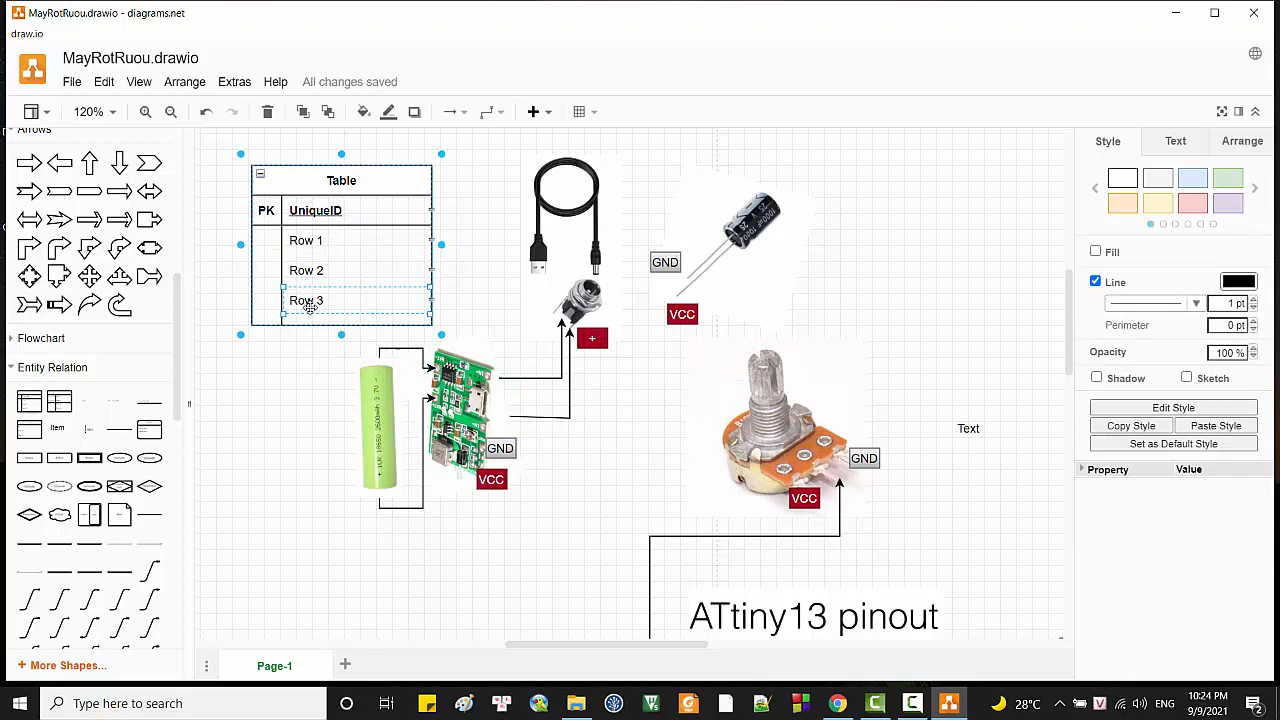 MayRotRuou.drawio - diagrams.net
draw.io
MayRotRuou.drawio
File Edit View Arrange Extras Help All changes saved
120%
Arrows
Flowchart
Entity Relation
Item
+ More Shapes...
Table
PK UniqueID
Row 1
Row 2
Row 3
GND
VCC
+
GND
VCC
GND
VCC
Text
ATtiny13 pinout
Style Text Arrange
Fill
Line
1 pt
Perimeter 0 pt
Opacity 100 %
Shadow Sketch
Edit Style
Copy Style Paste Style
Set as Default Style
Property Value
Page-1
Type here to search
28°C
ENG
10:24 PM
9/9/2021
2